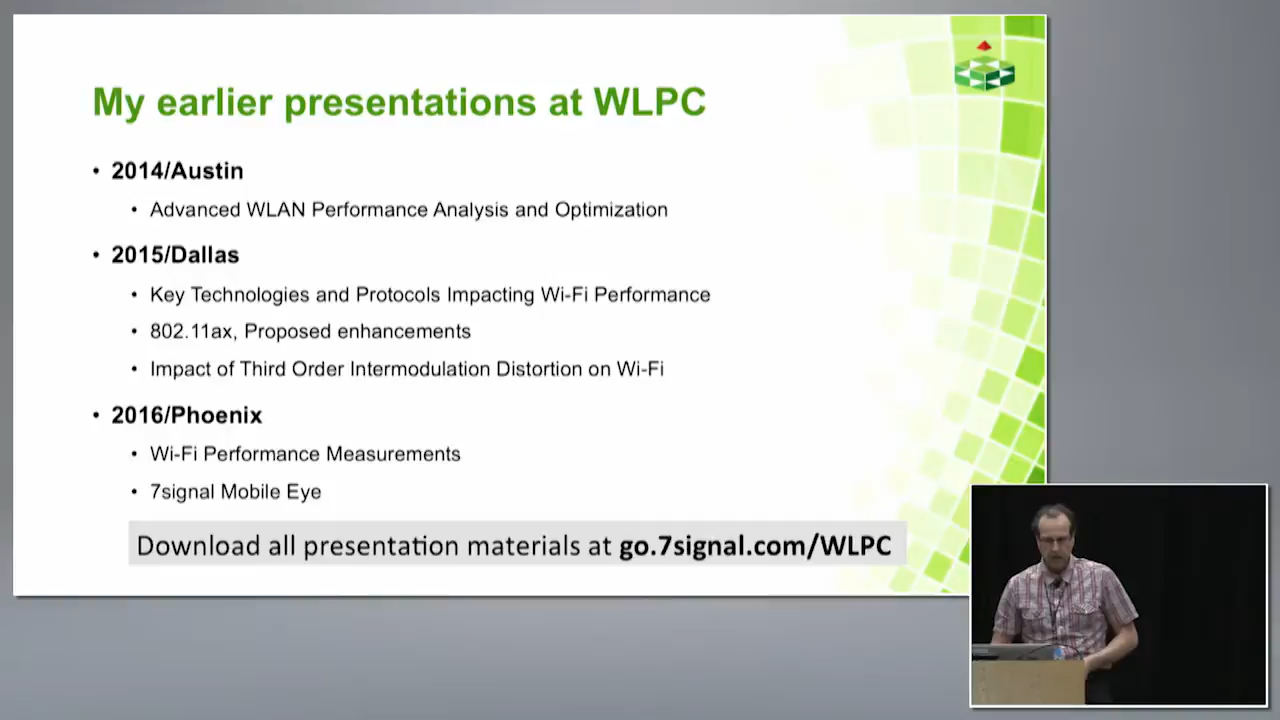 My earlier presentations at WLPC
• 2014/Austin
• Advanced WLAN Performance Analysis and Optimization
• 2015/Dallas
• Key Technologies and Protocols Impacting Wi-Fi Performance
• 802.11ax, Proposed enhancements
• Impact of Third Order Intermodulation Distortion on Wi-Fi
• 2016/Phoenix
• Wi-Fi Performance Measurements
• 7signal Mobile Eye
Download all presentation materials at go.7signal.com/WLPC